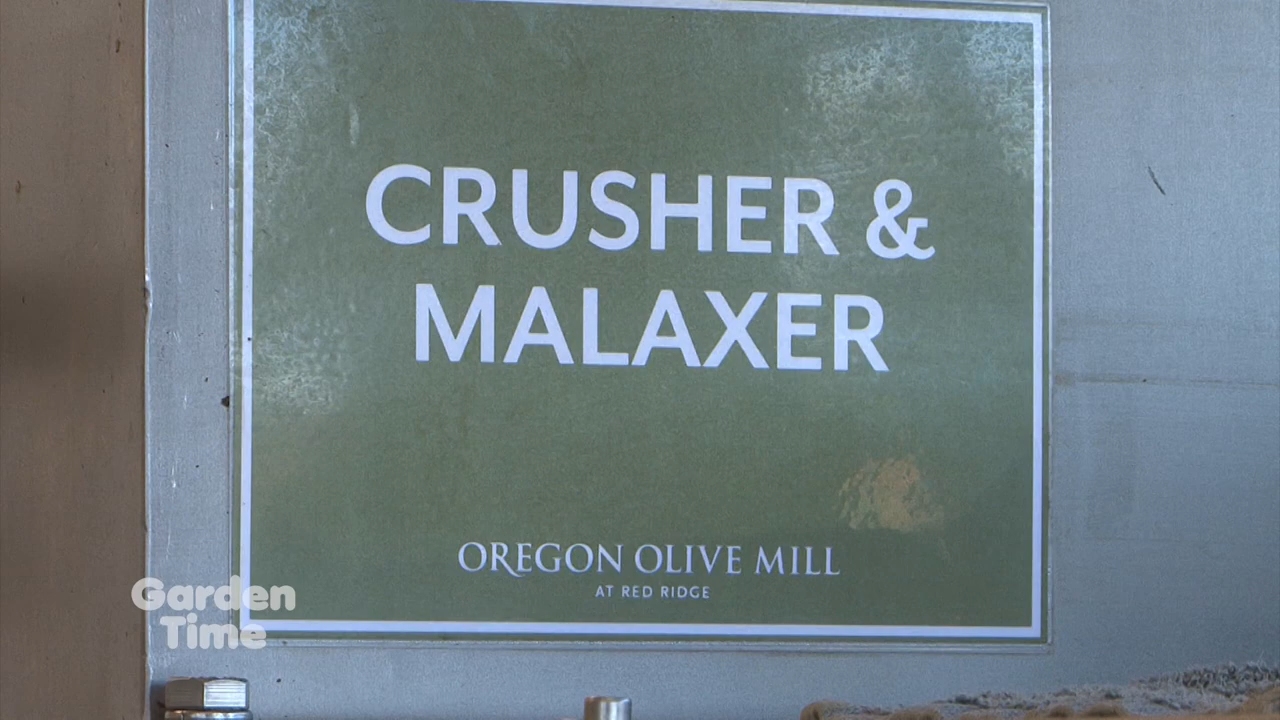 CRUSHER &
MALAXER
OREGON OLIVE MILL
AT RED RIDGE
Garden
Time